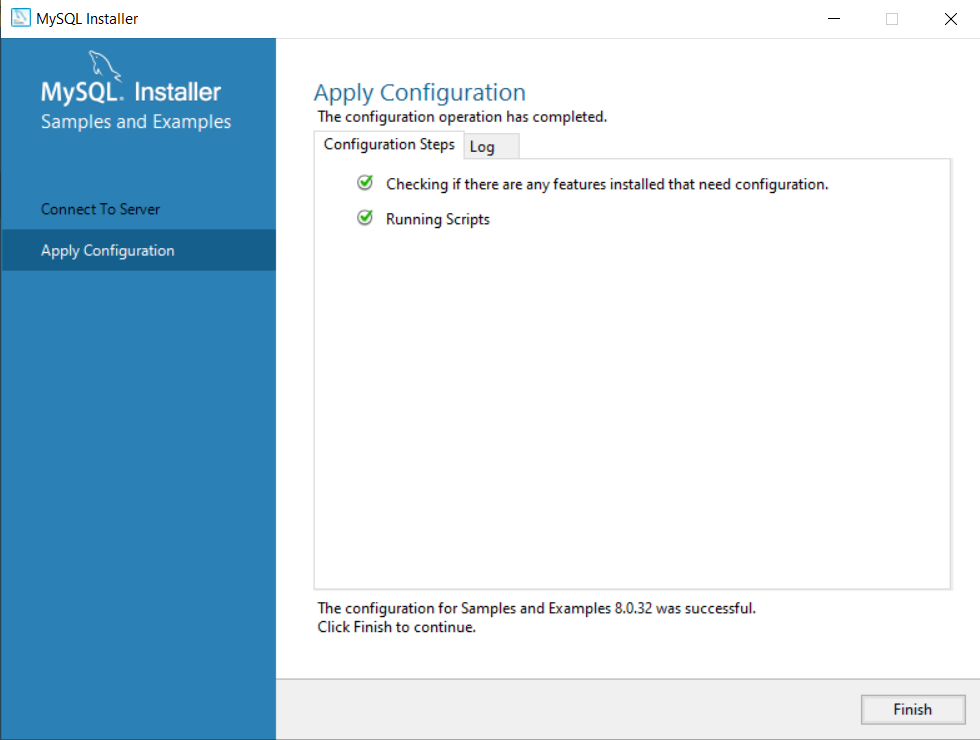 MySQL Installer
MySQL. Installer
Samples and Examples
Connect To Server
Apply Configuration
Apply Configuration
The configuration operation has completed.
Configuration Steps
Log
Checking if there are any features installed that need configuration.
Running Scripts
The configuration for Samples and Examples 8.0.32 was successful.
Click Finish to continue.
Finish